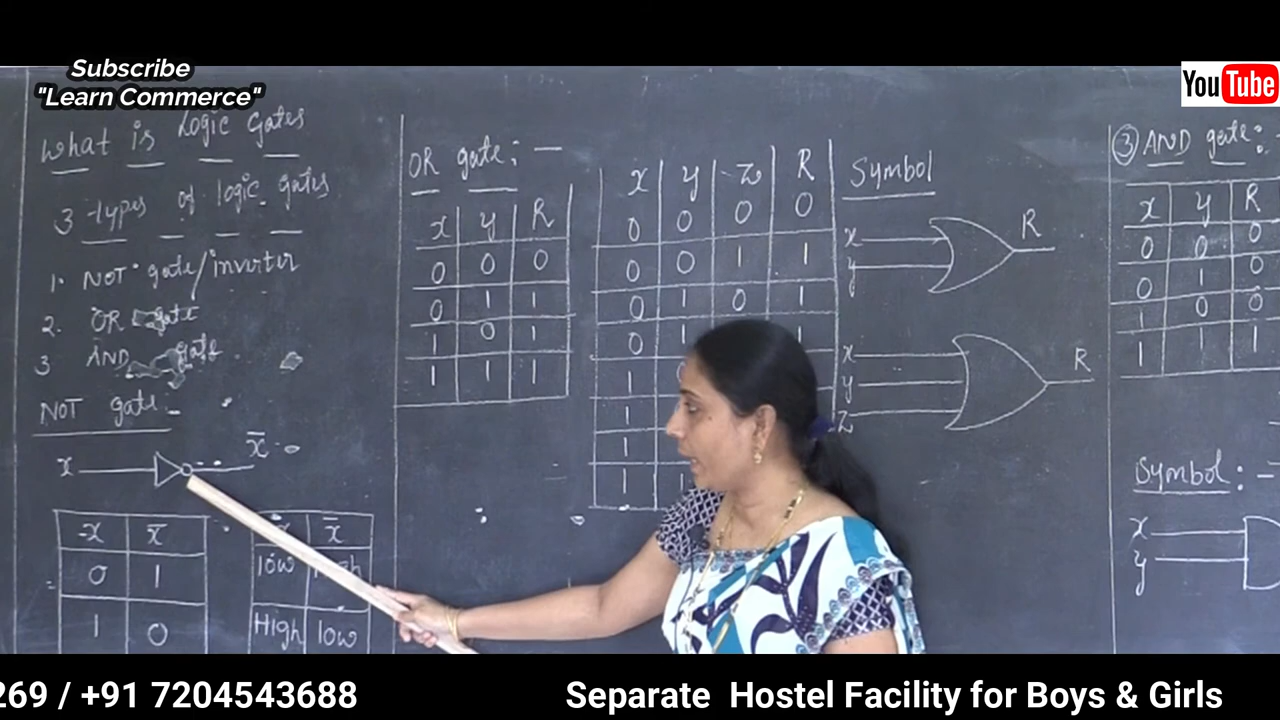 Subscribe
"Learn Commerce"
YouTube
What is Logic Gates
3 types of logic gates
1. NOT gate/inverter
2. OR gate
3 AND gate
NOT gate:-
x x̅
x x̅
0 1
1 0
x̅
low
High low
OR gate:-
x y R
0 0 0
0 1 1
1 0 1
1 1 1
x y z R
0 0 0 0
0 0 1 1
0 1 0 1
0 1
1
1
1
1 1
Symbol
x
y
R
x
y
z
R
③ AND gate:
x y R
0 0 0
0 1 0
1 0 0
1 1 1
Symbol:-
x
y
269 / +91 7204543688 Separate Hostel Facility for Boys & Girls